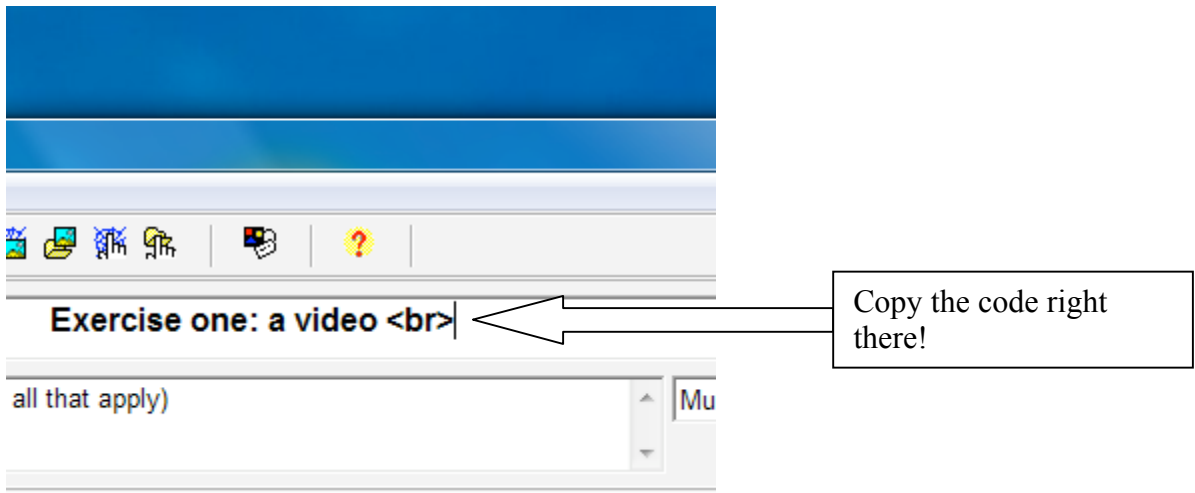 ?
Exercise one: a video <br>
Copy the code right
there!
all that apply)
Mu